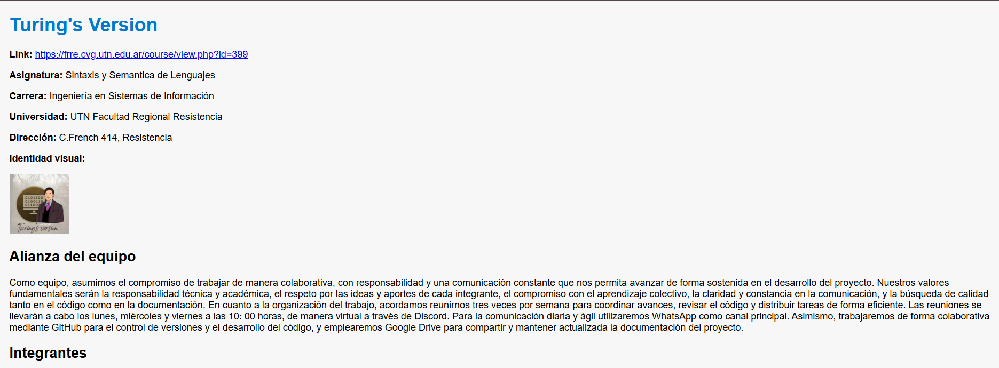 Turing's Version
Link: https://frre.cvg.utn.edu.ar/course/view.php?id=399
Asignatura: Sintaxis y Semantica de Lenguajes
Carrera: Ingeniería en Sistemas de Información
Universidad: UTN Facultad Regional Resistencia
Dirección: C.French 414, Resistencia
Identidad visual:
0101100
0100110
01100
Turing's version
Alianza del equipo
Como equipo, asumimos el compromiso de trabajar de manera colaborativa, con responsabilidad y una comunicación constante que nos permita avanzar de forma sostenida en el desarrollo del proyecto. Nuestros valores
fundamentales serán la responsabilidad técnica y académica, el respeto por las ideas y aportes de cada integrante, el compromiso con el aprendizaje colectivo, la claridad y constancia en la comunicación, y la búsqueda de calidad
tanto en el código como en la documentación. En cuanto a la organización del trabajo, acordamos reunirnos tres veces por semana para coordinar avances, revisar el código y distribuir tareas de forma eficiente. Las reuniones se
llevarán a cabo los lunes, miércoles y viernes a las 10: 00 horas, de manera virtual a través de Discord. Para la comunicación diaria y ágil utilizaremos WhatsApp como canal principal. Asimismo, trabajaremos de forma colaborativa
mediante GitHub para el control de versiones y el desarrollo del código, y emplearemos Google Drive para compartir y mantener actualizada la documentación del proyecto.
Integrantes